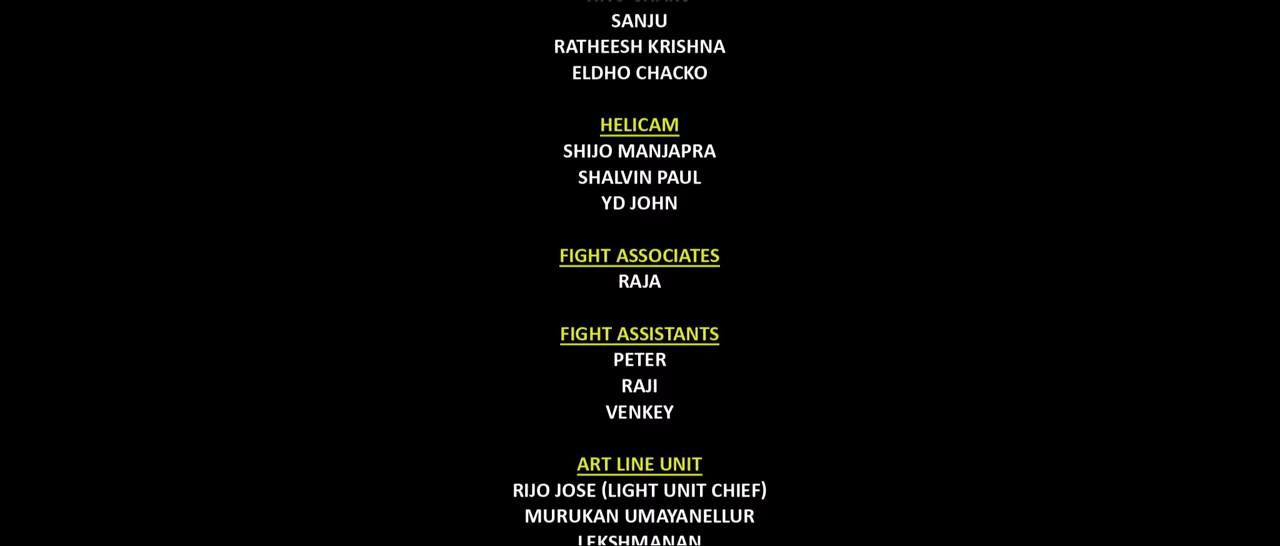 SANJU
RATHEESH KRISHNA
ELDHO CHACKO
HELICAM
SHIJO MANJAPRA
SHALVIN PAUL
YD JOHN
FIGHT ASSOCIATES
RAJA
FIGHT ASSISTANTS
PETER
RAJI
VENKEY
ART LINE UNIT
RIJO JOSE (LIGHT UNIT CHIEF)
MURUKAN UMAYANELLUR
LEKSHMANAN